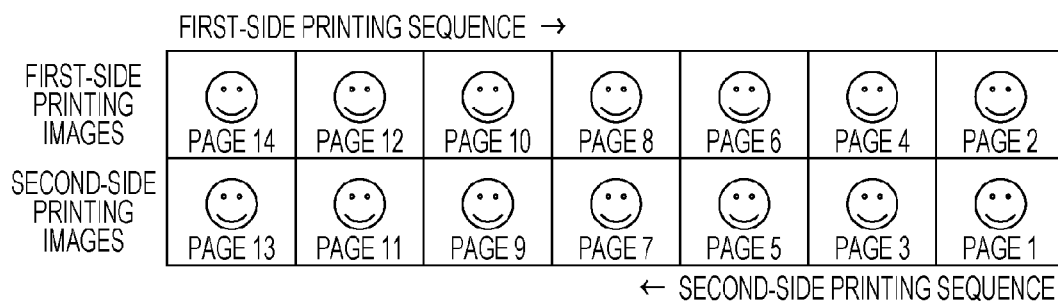 FIRST-SIDE PRINTING SEQUENCE →
FIRST-SIDE
PRINTING
IMAGES
PAGE 14 PAGE 12 PAGE 10 PAGE 8 PAGE 6 PAGE 4 PAGE 2
SECOND-SIDE
PRINTING
IMAGES
PAGE 13 PAGE 11 PAGE 9 PAGE 7 PAGE 5 PAGE 3 PAGE 1
← SECOND-SIDE PRINTING SEQUENCE